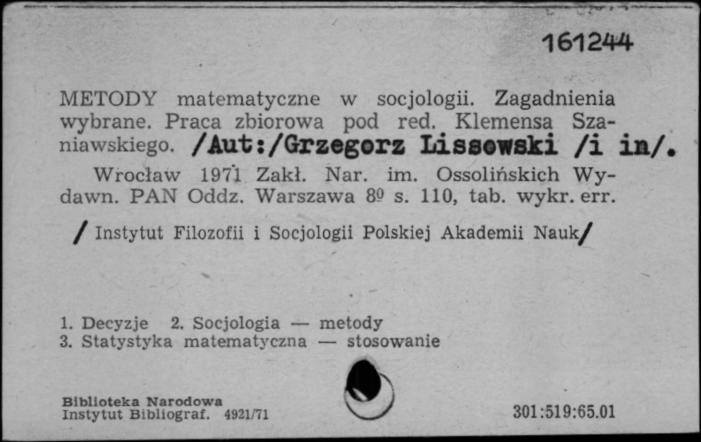 161244
METODY matematyczne w socjologii. Zagadnienia
wybrane. Praca zbiorowa pod red. Klemensa Sza-
niawskiego. /Aut:/Grzegorz Lissowski /i in/.
Wrocław 1971 Zakł. Nar. im. Ossolińskich Wy-
dawn. PAN Oddz. Warszawa 8º s. 110, tab. wykr. err.
/ Instytut Filozofii i Socjologii Polskiej Akademii Nauk/
1. Decyzje 2. Socjologia — metody
3. Statystyka matematyczna — stosowanie
Biblioteka Narodowa
Instytut Bibliograf. 4921/71
301:519:65.01